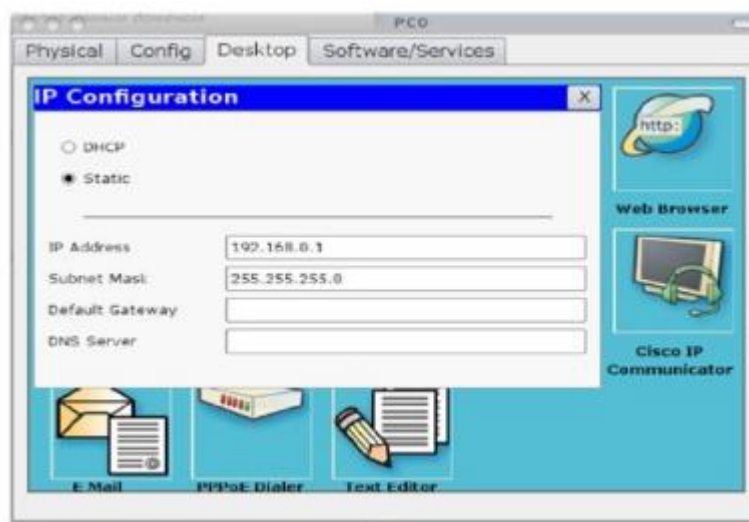 PC0
Physical Config Desktop Software/Services
IP Configuration X
http:
DHCP
Static
Web Browser
IP Address 192.168.0.1
Subnet Mask 255.255.255.0
Default Gateway
DNS Server
Cisco IP
Communicator
E Mail PPPoE Dialer Text Editor